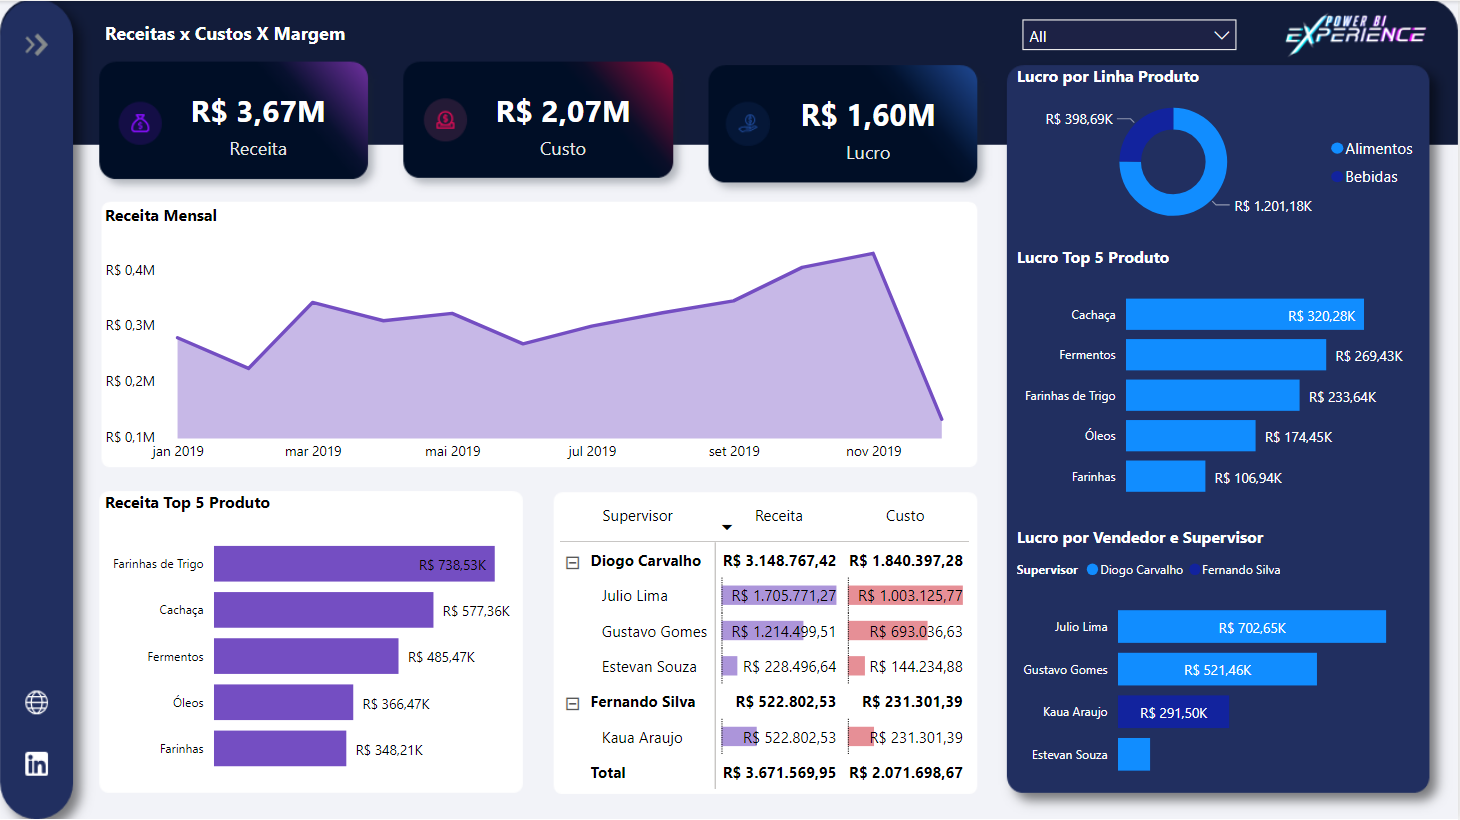 Receitas x Custos X Margem
All
POWER BI
EXPERIENCE
R$ 3,67M
Receita
R$ 2,07M
Custo
R$ 1,60M
Lucro
Receita Mensal
R$ 0,4M
R$ 0,3M
R$ 0,2M
R$ 0,1M
jan 2019 mar 2019 mai 2019 jul 2019 set 2019 nov 2019
Receita Top 5 Produto
Farinhas de Trigo R$ 738,53K
Cachaça R$ 577,36K
Fermentos R$ 485,47K
Óleos R$ 366,47K
Farinhas R$ 348,21K
Supervisor Receita Custo
Diogo Carvalho R$ 3.148.767,42 R$ 1.840.397,28
Julio Lima R$ 1.705.771,27 R$ 1.003.125,77
Gustavo Gomes R$ 1.214.499,51 R$ 693.036,63
Estevan Souza R$ 228.496,64 R$ 144.234,88
Fernando Silva R$ 522.802,53 R$ 231.301,39
Kaua Araujo R$ 522.802,53 R$ 231.301,39
Total R$ 3.671.569,95 R$ 2.071.698,67
Lucro por Linha Produto
R$ 398,69K
Alimentos
Bebidas
R$ 1.201,18K
Lucro Top 5 Produto
Cachaça R$ 320,28K
Fermentos R$ 269,43K
Farinhas de Trigo R$ 233,64K
Óleos R$ 174,45K
Farinhas R$ 106,94K
Lucro por Vendedor e Supervisor
Supervisor Diogo Carvalho Fernando Silva
Julio Lima R$ 702,65K
Gustavo Gomes R$ 521,46K
Kaua Araujo R$ 291,50K
Estevan Souza
in